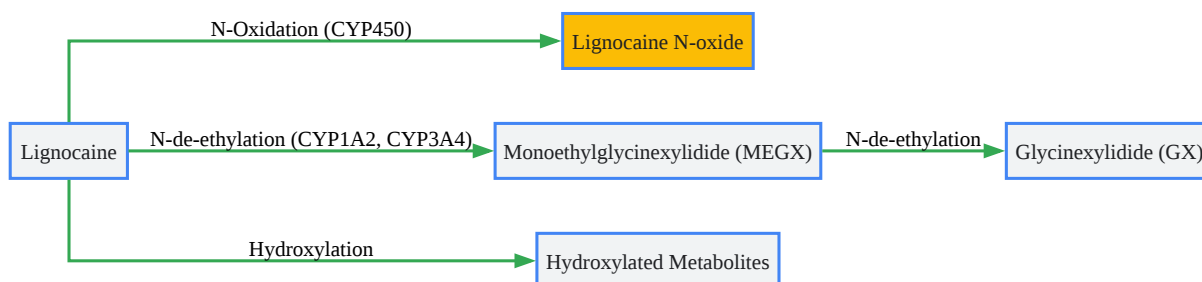 N-Oxidation (CYP450)
Lignocaine N-oxide
Lignocaine
N-de-ethylation (CYP1A2, CYP3A4)
Monoethylglycinexylidide (MEGX)
N-de-ethylation
Glycinexylidide (GX)
Hydroxylation
Hydroxylated Metabolites